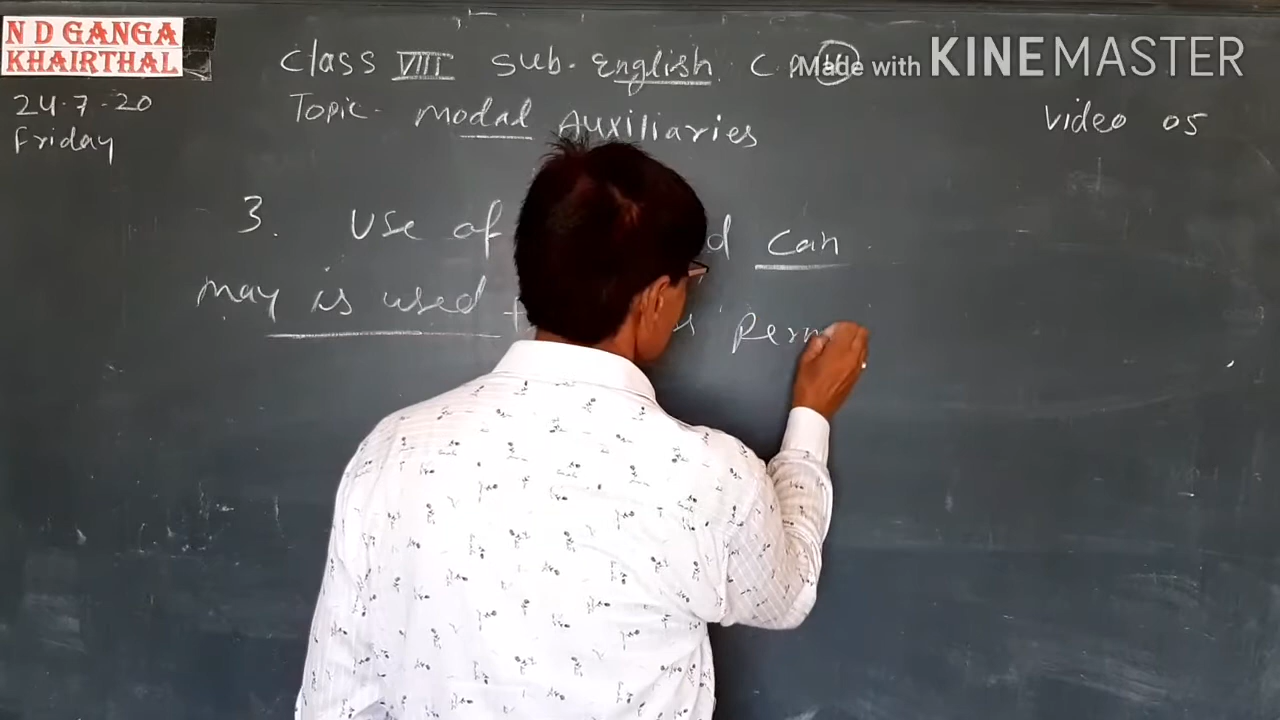 N D GANGA
KHAIRTHAL
Made with KINEMASTER
24.7.20
Friday
Class VIII Sub. English
Topic - Modal Auxiliaries
Video 05
3. Use of can
may is used